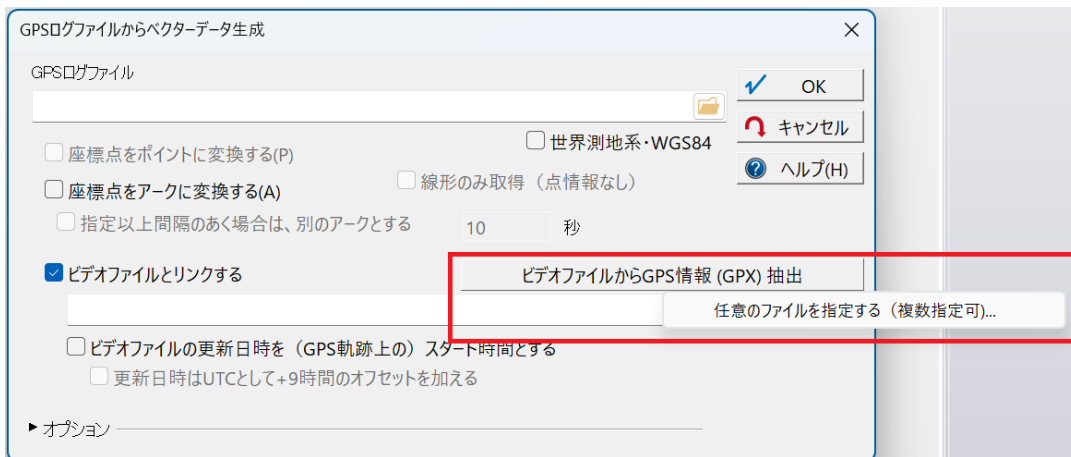 GPSログファイルからベクターデータ生成
GPSログファイル
OK
キャンセル
ヘルプ(H)
世界測地系・WGS84
座標点をポイントに変換する(P)
座標点をアークに変換する(A)
線形のみ取得（点情報なし）
指定以上間隔のあく場合は、別のアークとする
10 秒
ビデオファイルとリンクする
ビデオファイルからGPS情報 (GPX) 抽出
任意のファイルを指定する（複数指定可)...
ビデオファイルの更新日時を（GPS軌跡上の）スタート時間とする
更新日時はUTCとして+9時間のオフセットを加える
オプション